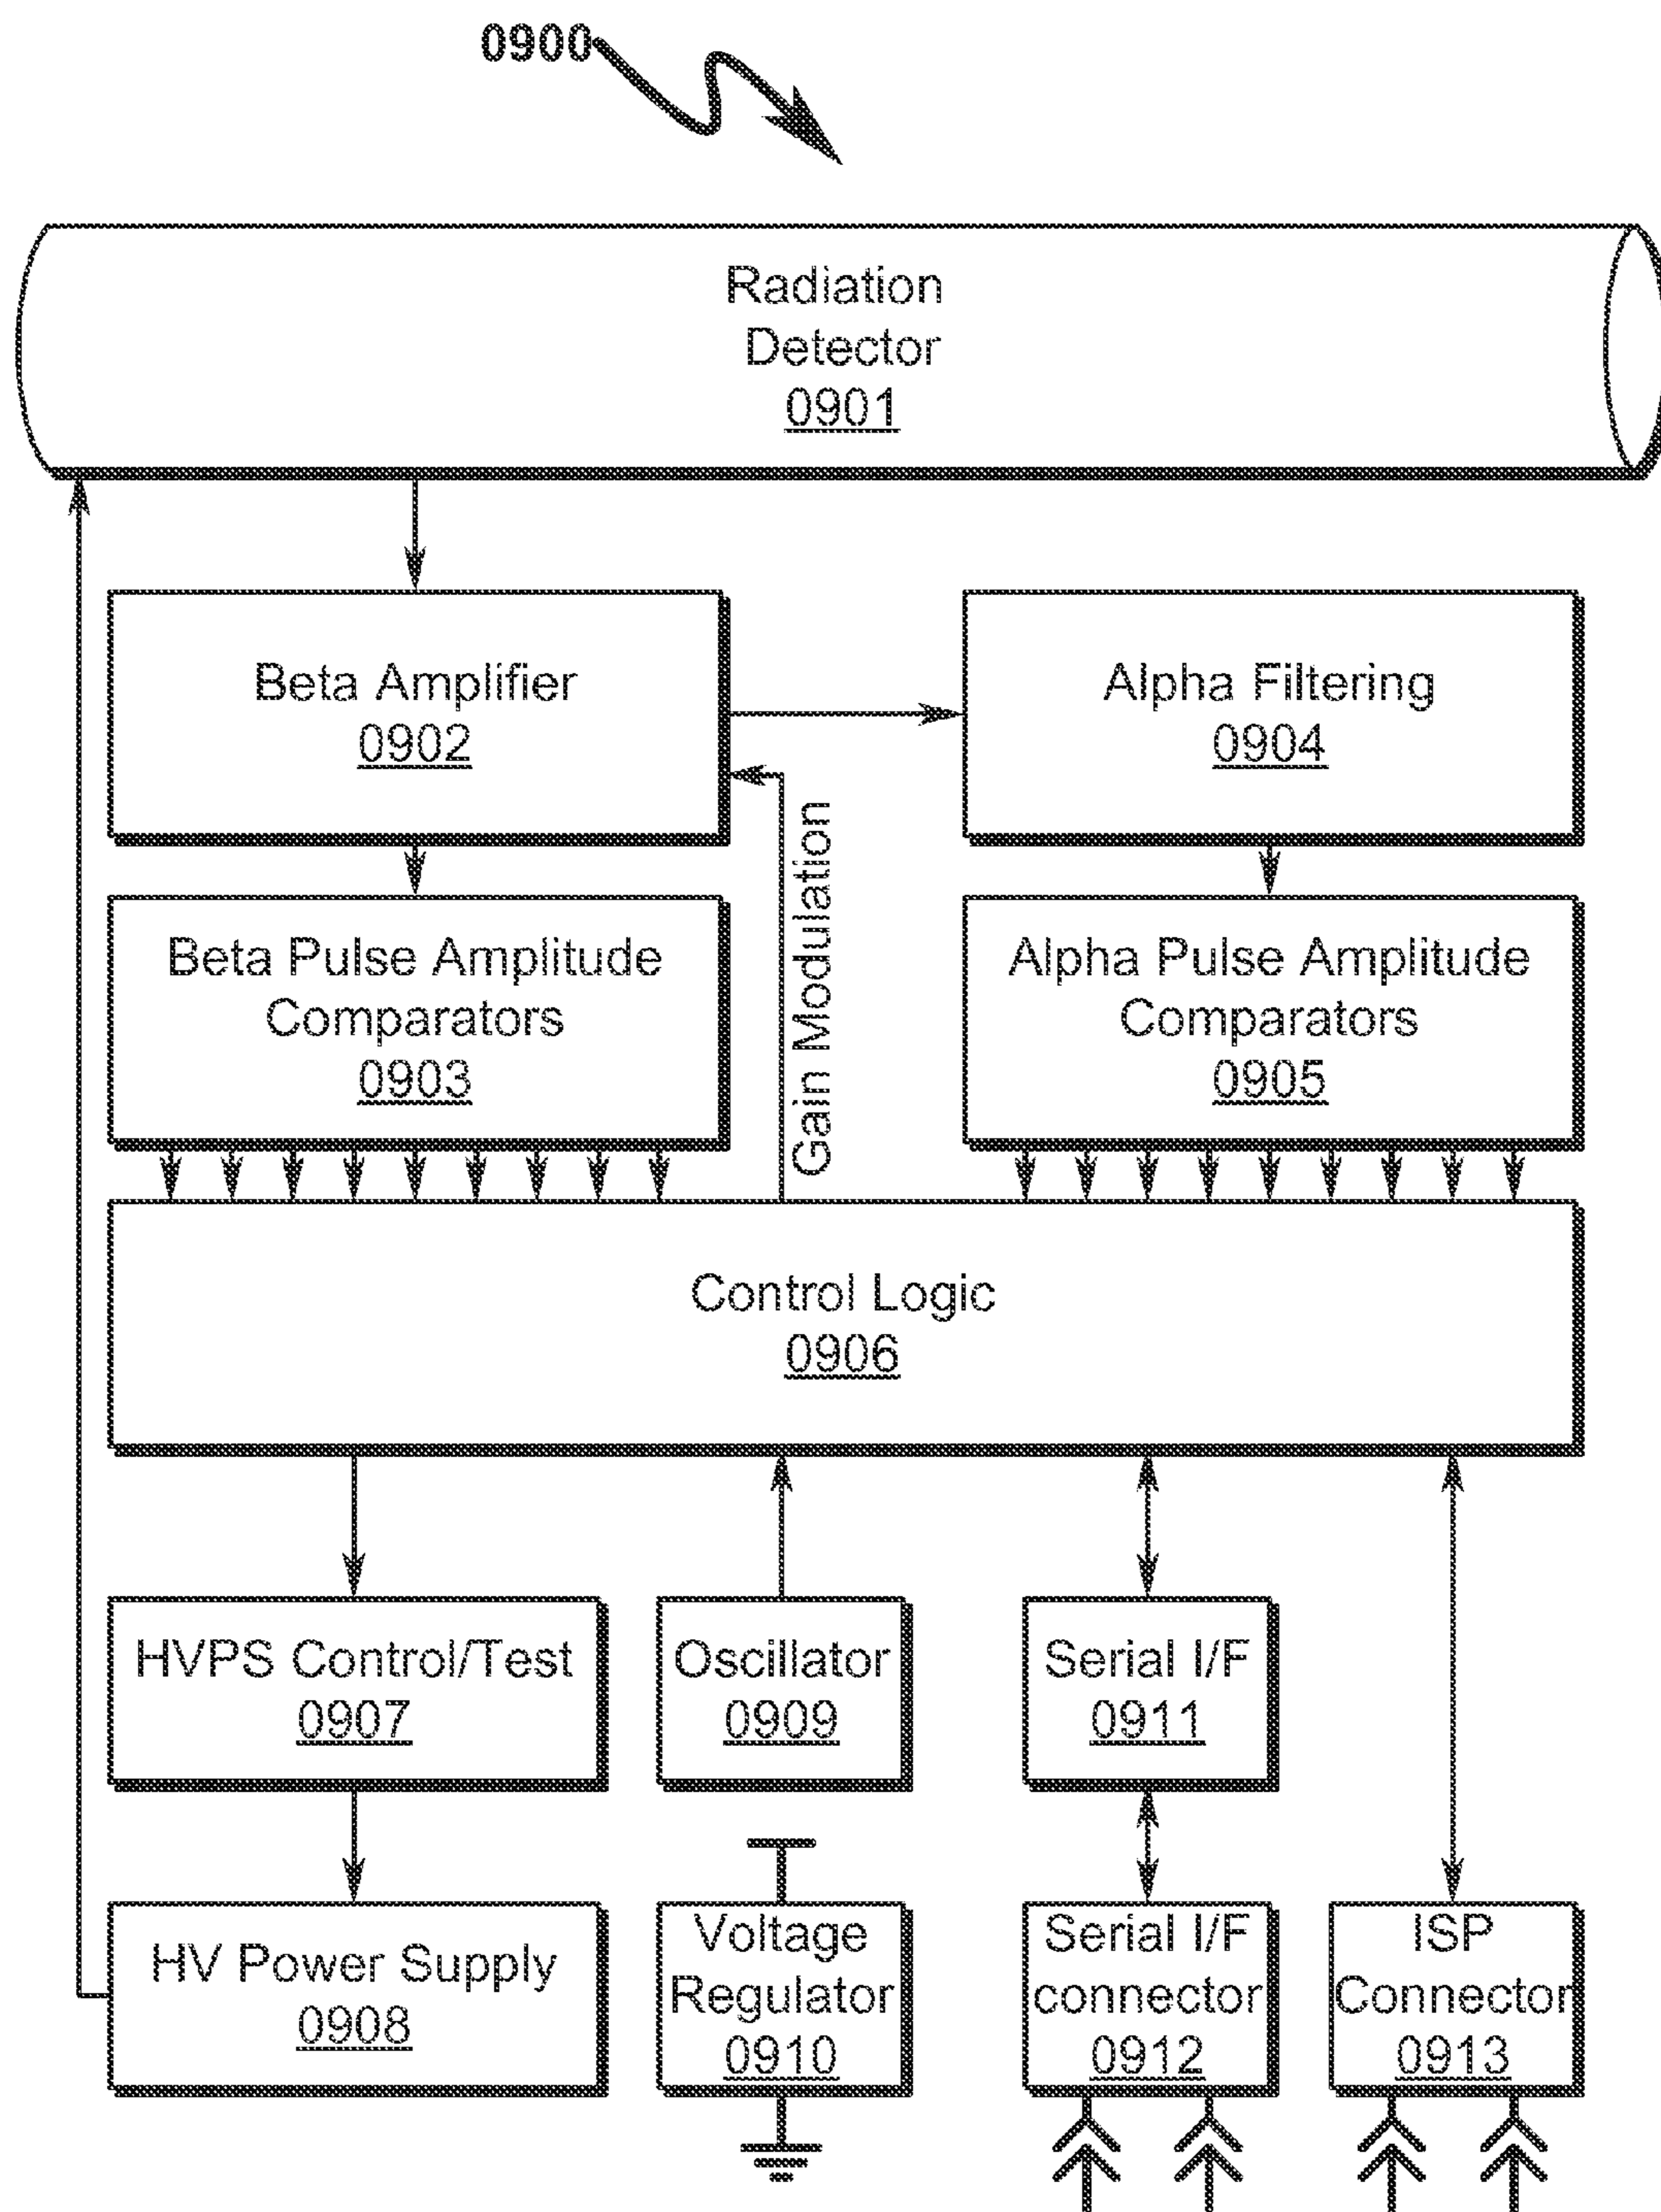 0900
Radiation
Detector
0901
Beta Amplifier
0902
Alpha Filtering
0904
Gain Modulation
Beta Pulse Amplitude
Comparators
0903
Alpha Pulse Amplitude
Comparators
0905
Control Logic
0906
HVPS Control/Test
0907
Oscillator
0909
Serial I/F
0911
HV Power Supply
0908
Voltage
Regulator
0910
Serial I/F
connector
0912
ISP
Connector
0913